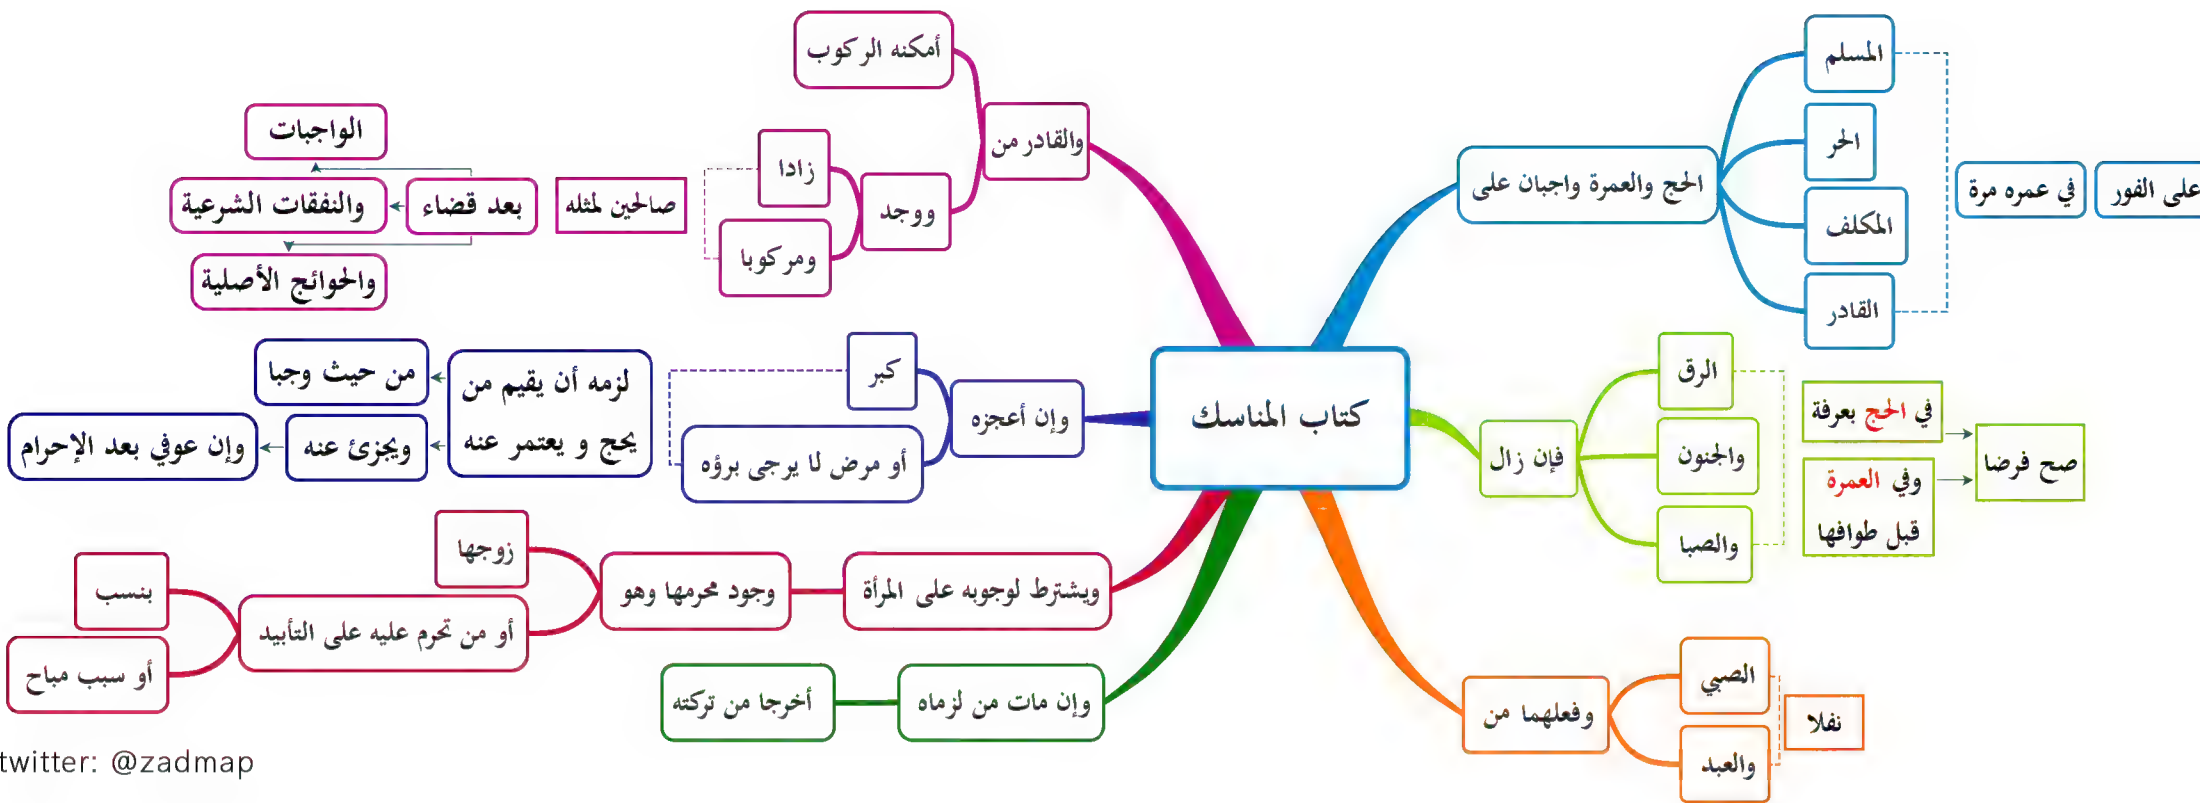 كتاب المناسك
الحج والعمرة واجبان على
المسلم
الحر
المكلف
القادر
في عمره مرة
على الفور
فإن زال
الرق
والجنون
والصبا
في الحج بعرفة
وفي العمرة
قبل طوافها
صح فرضا
وفعلهما من
الصبي
والعبد
نفلا
والقادر من
أمكنه الركوب
ووجد
زادا
ومركوبا
صالحين لمثله
بعد قضاء
الواجبات
والنفقات الشرعية
والحوائج الأصلية
وإن أعجزه
كبر
أو مرض لا يرجى برؤه
لزمه أن يقيم من
يحج و يعتمر عنه
من حيث وجبا
ويجزئ عنه
وإن عوفي بعد الإحرام
ويشترط لوجوبه على المرأة
وجود محرمها وهو
زوجها
أو من تحرم عليه على التأبيد
بنسب
أو سبب مباح
وإن مات من لزماه
أخرجا من تركته
twitter: @zadmap